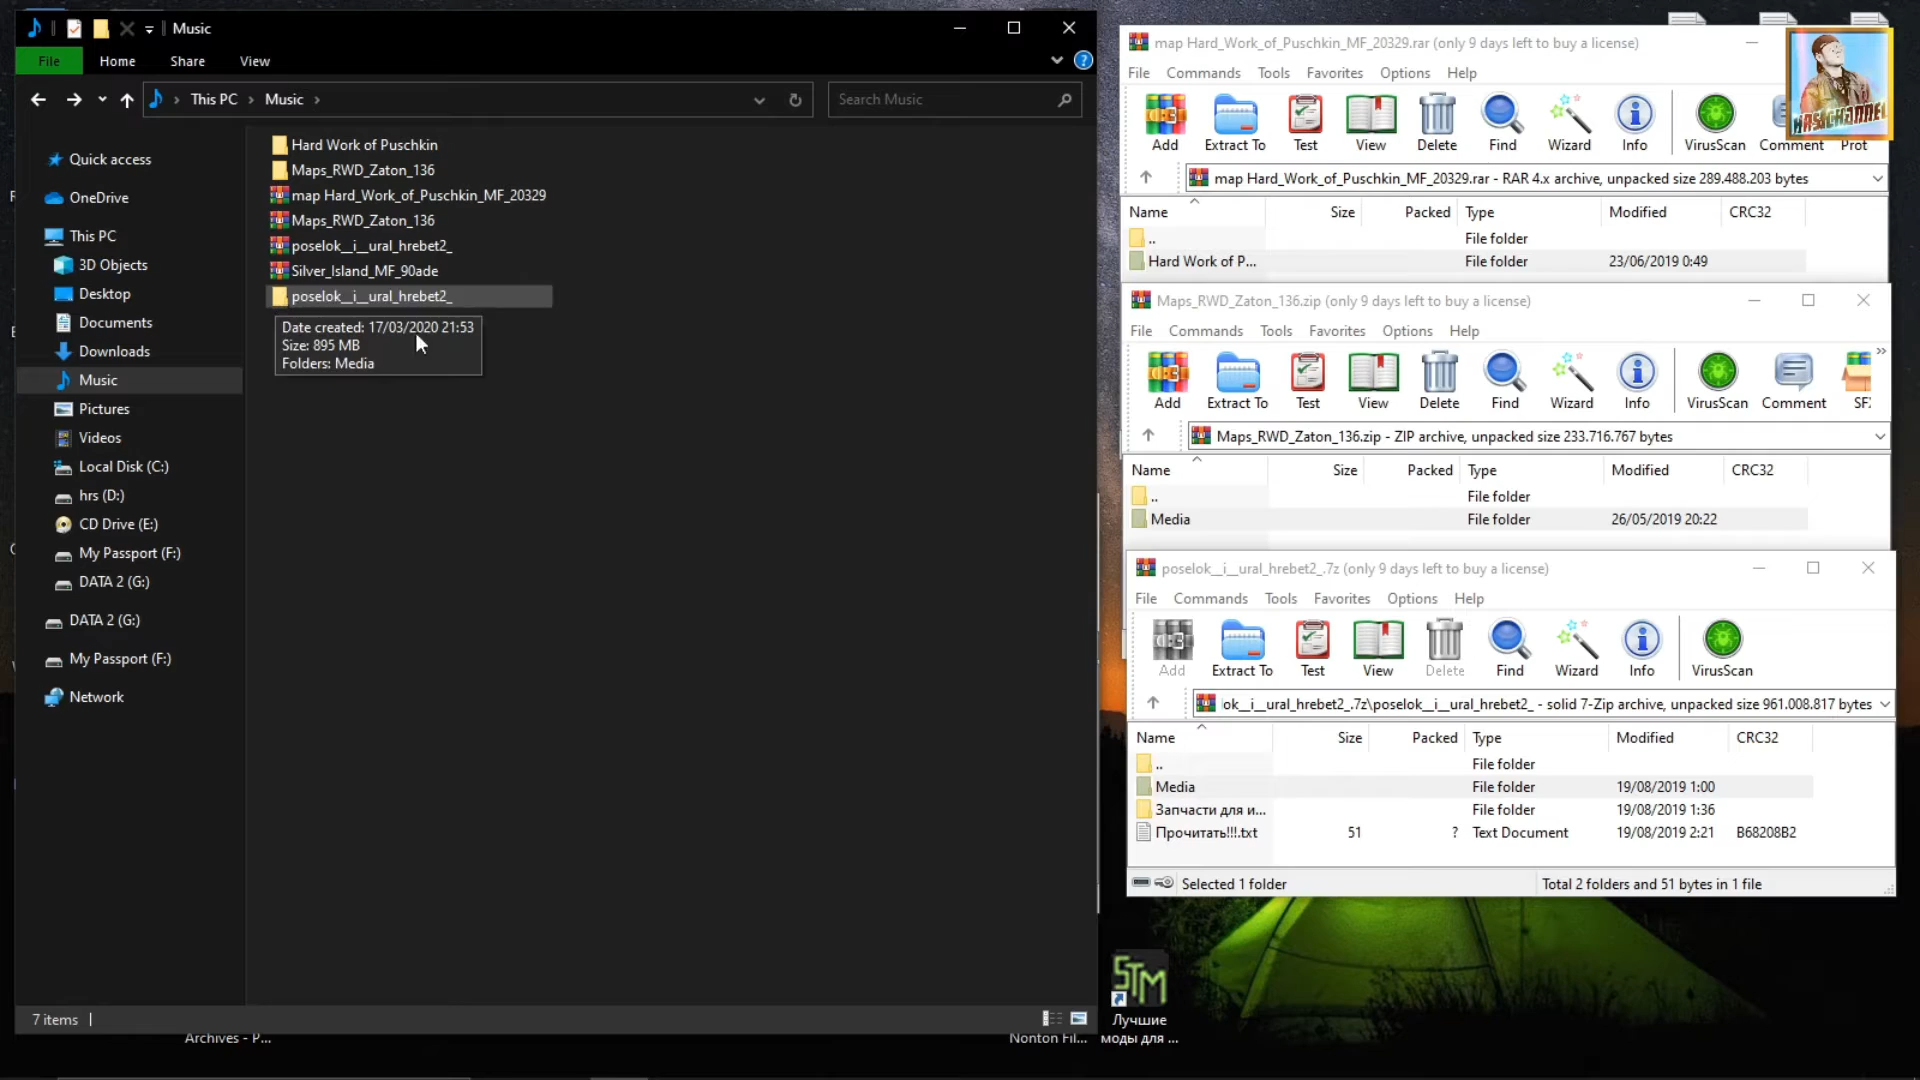 Music
File
Home
Share
View
This PC
Music
Search Music
Quick access
OneDrive
This PC
3D Objects
Desktop
Documents
Downloads
Music
Pictures
Videos
Local Disk (C:)
hrs (D:)
CD Drive (E:)
My Passport (F:)
DATA 2 (G:)
DATA 2 (G:)
My Passport (F:)
Network
Hard Work of Puschkin
Maps_RWD_Zaton_136
map Hard_Work_of_Puschkin_MF_20329
Maps_RWD_Zaton_136
poselok__i__ural_hrebet2_
Silver_Island_MF_90ade
poselok__i__ural_hrebet2_
Date created: 17/03/2020 21:53
Size: 895 MB
Folders: Media
7 items
Archives - P...
Nonton Fil...
STM
Лучшие
моды для ...
map Hard_Work_of_Puschkin_MF_20329.rar (only 9 days left to buy a license)
File Commands Tools Favorites Options Help
Add Extract To Test View Delete Find Wizard Info VirusScan Comment Prot
map Hard_Work_of_Puschkin_MF_20329.rar - RAR 4.x archive, unpacked size 289.488.203 bytes
Name Size Packed Type Modified CRC32
.. File folder
Hard Work of P... File folder 23/06/2019 0:49
Maps_RWD_Zaton_136.zip (only 9 days left to buy a license)
File Commands Tools Favorites Options Help
Add Extract To Test View Delete Find Wizard Info VirusScan Comment SF
Maps_RWD_Zaton_136.zip - ZIP archive, unpacked size 233.716.767 bytes
Name Size Packed Type Modified CRC32
.. File folder
Media File folder 26/05/2019 20:22
poselok__i__ural_hrebet2_.7z (only 9 days left to buy a license)
File Commands Tools Favorites Options Help
Add Extract To Test View Delete Find Wizard Info VirusScan
ok__i__ural_hrebet2_.7z\poselok__i__ural_hrebet2_ - solid 7-Zip archive, unpacked size 961.008.817 bytes
Name Size Packed Type Modified CRC32
.. File folder
Media File folder 19/08/2019 1:00
Запчасти для и... File folder 19/08/2019 1:36
Прочитать!!!.txt 51 ? Text Document 19/08/2019 2:21 B68208B2
Selected 1 folder
Total 2 folders and 51 bytes in 1 file